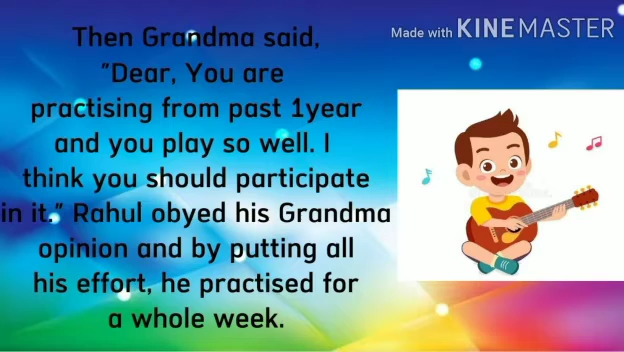 Made with KINEMASTER
Then Grandma said,
"Dear, You are
practising from past 1year
and you play so well. I
think you should participate
in it." Rahul obyed his Grandma
opinion and by putting all
his effort, he practised for
a whole week.